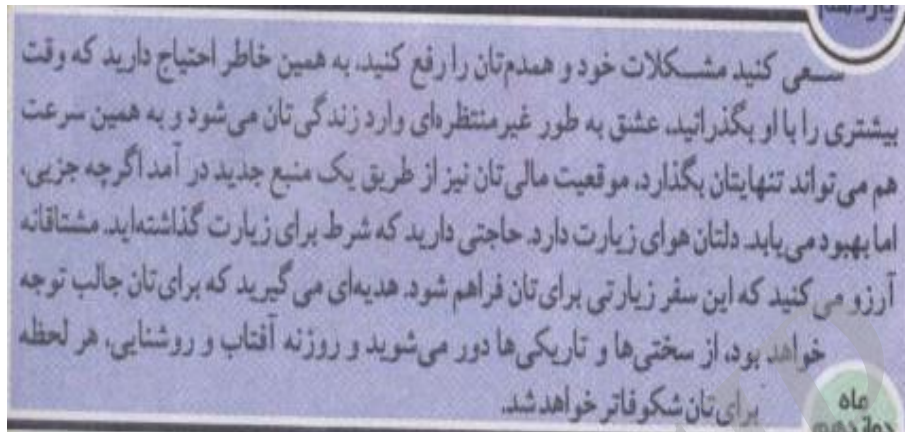 سعی کنید مشکلات خود و همدم‌تان را رفع کنید. به همین خاطر احتیاج دارید که وقت
بیشتری را با او بگذرانید. عشق به طور غیرمنتظره‌ای وارد زندگی‌تان می‌شود و به همین سرعت
هم می‌تواند تنهایتان بگذارد. موقعیت مالی‌تان نیز از طریق یک منبع جدید در آمد اگرچه جزیی،
اما بهبود می‌یابد. دلتان هوای زیارت دارد. حاجتی دارید که شرط برای زیارت گذاشته‌اید. مشتاقانه
آرزو می‌کنید که این سفر زیارتی برای‌تان فراهم شود. هدیه‌ای می‌گیرید که برای‌تان جالب توجه
خواهد بود. از سختی‌ها و تاریکی‌ها دور می‌شوید و روزنه آفتاب و روشنایی، هر لحظه
برای‌تان شکوفاتر خواهد شد.
ماه